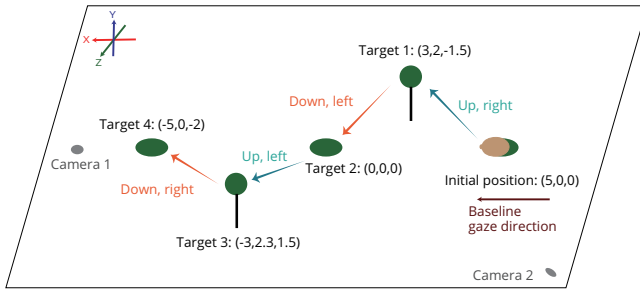 Y
X
Z
Target 1: (3,2,-1.5)
Down, left
Up, right
Target 4: (-5,0,-2)
Camera 1
Up, left
Target 2: (0,0,0)
Down, right
Initial position: (5,0,0)
Baseline
gaze direction
Target 3: (-3,2.3,1.5)
Camera 2